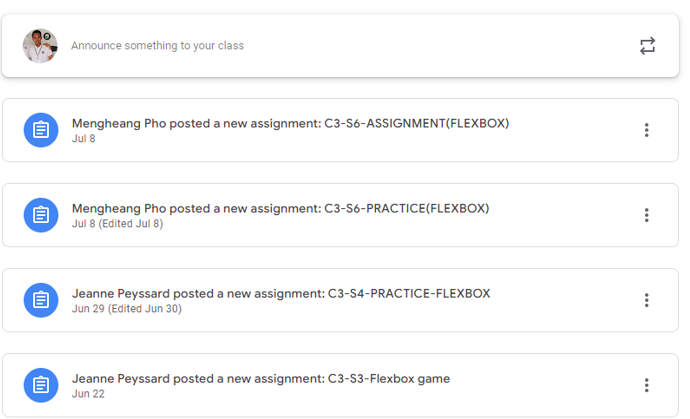 Announce something to your class
Mengheang Pho posted a new assignment: C3-S6-ASSIGNMENT(FLEXBOX)
Jul 8
Mengheang Pho posted a new assignment: C3-S6-PRACTICE(FLEXBOX)
Jul 8 (Edited Jul 8)
Jeanne Peyssard posted a new assignment: C3-S4-PRACTICE-FLEXBOX
Jun 29 (Edited Jun 30)
Jeanne Peyssard posted a new assignment: C3-S3-Flexbox game
Jun 22